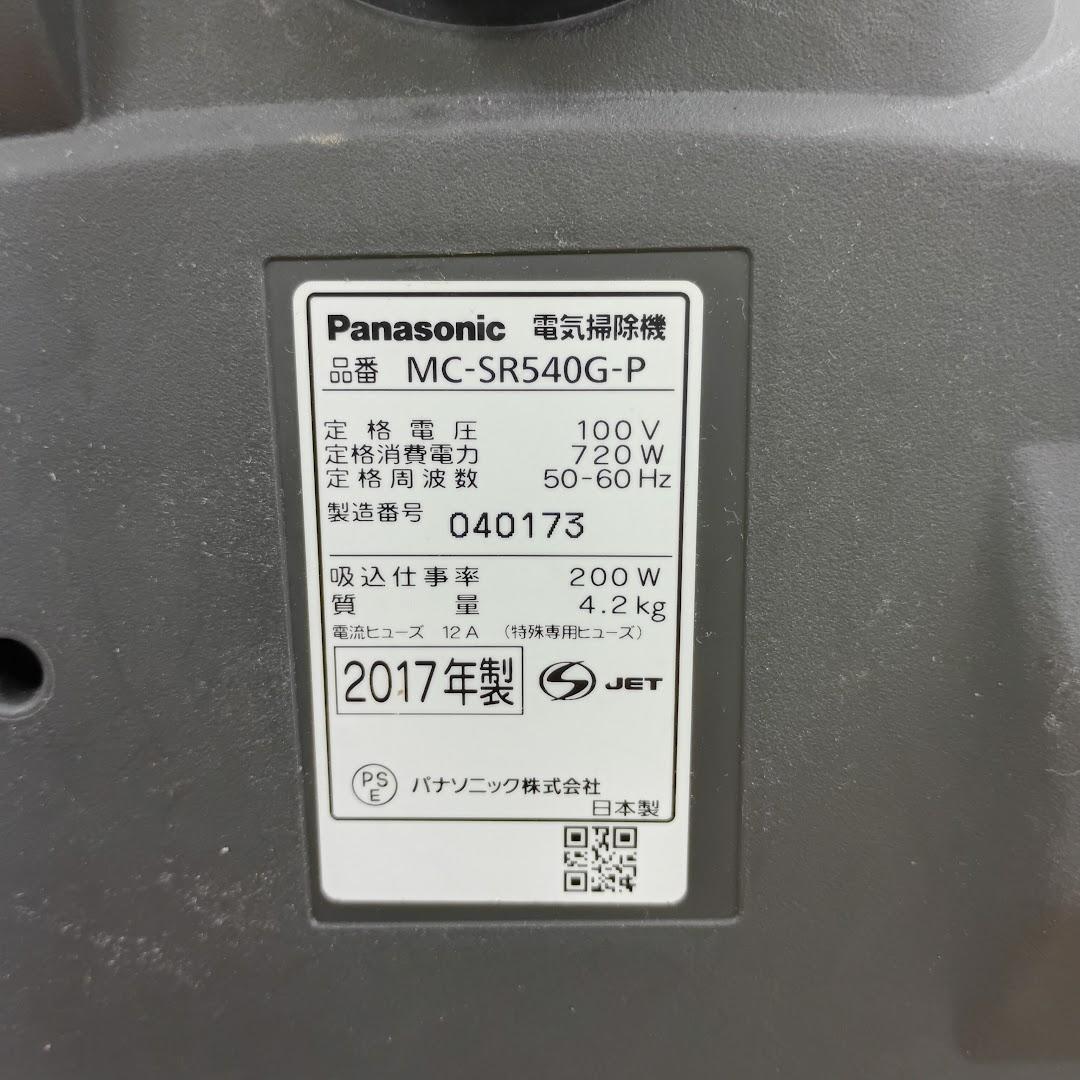 Panasonic 電気掃除機
品番 MC-SR540G-P
定格電圧 100V
定格消費電力 720W
定格周波数 50-60Hz
製造番号 040173
吸込仕事率 200W
質量 4.2kg
電流ヒューズ 12A (特殊専用ヒューズ)
2017年製 S JET
PS
E パナソニック株式会社
日本製